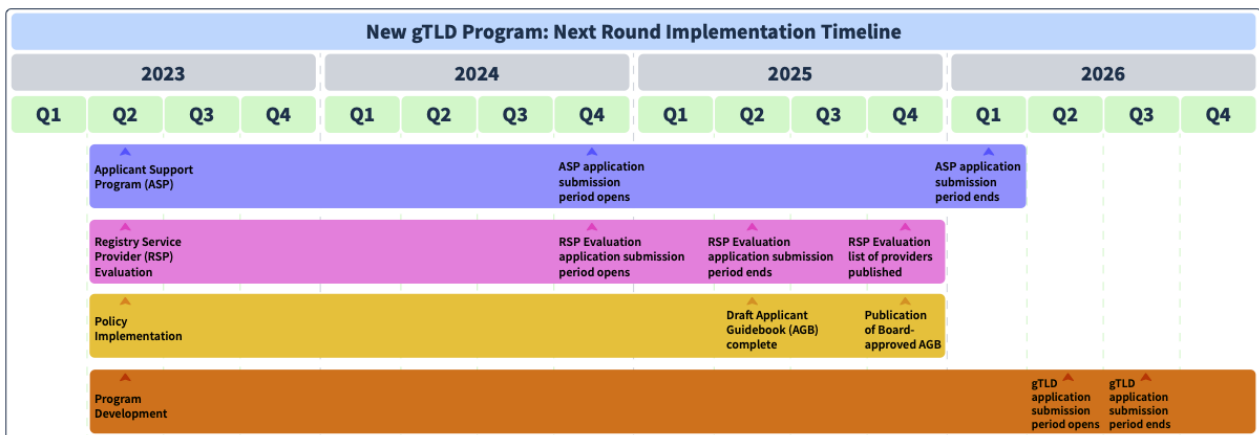 New gTLD Program: Next Round Implementation Timeline
2023 2024 2025 2026
Q1 Q2 Q3 Q4 Q1 Q2 Q3 Q4 Q1 Q2 Q3 Q4 Q1 Q2 Q3 Q4
Applicant Support
Program (ASP)
ASP application
submission
period opens
ASP application
submission
period ends
Registry Service
Provider (RSP)
Evaluation
RSP Evaluation
application submission
period opens
RSP Evaluation
application submission
period ends
RSP Evaluation
list of providers
published
Policy
Implementation
Draft Applicant
Guidebook (AGB)
complete
Publication
of Board-
approved AGB
Program
Development
gTLD
application
submission
period opens
gTLD
application
submission
period ends